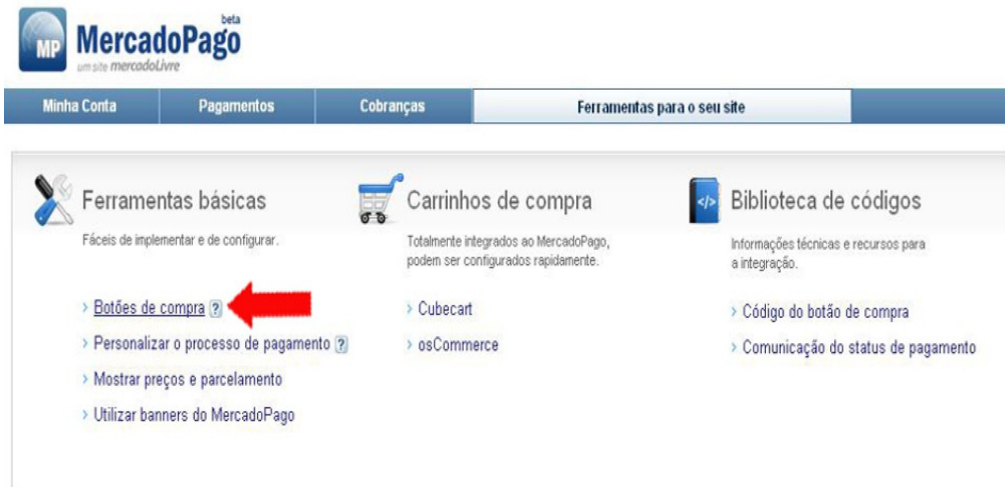 beta
MP
MercadoPago
um site mercadoLivre
Minha Conta Pagamentos Cobranças Ferramentas para o seu site
Ferramentas básicas
Fáceis de implementar e de configurar.
› Botões de compra ?
› Personalizar o processo de pagamento ?
› Mostrar preços e parcelamento
› Utilizar banners do MercadoPago
Carrinhos de compra
Totalmente integrados ao MercadoPago,
podem ser configurados rapidamente.
› Cubecart
› osCommerce
</>
Biblioteca de códigos
Informações técnicas e recursos para
a integração.
› Código do botão de compra
› Comunicação do status de pagamento